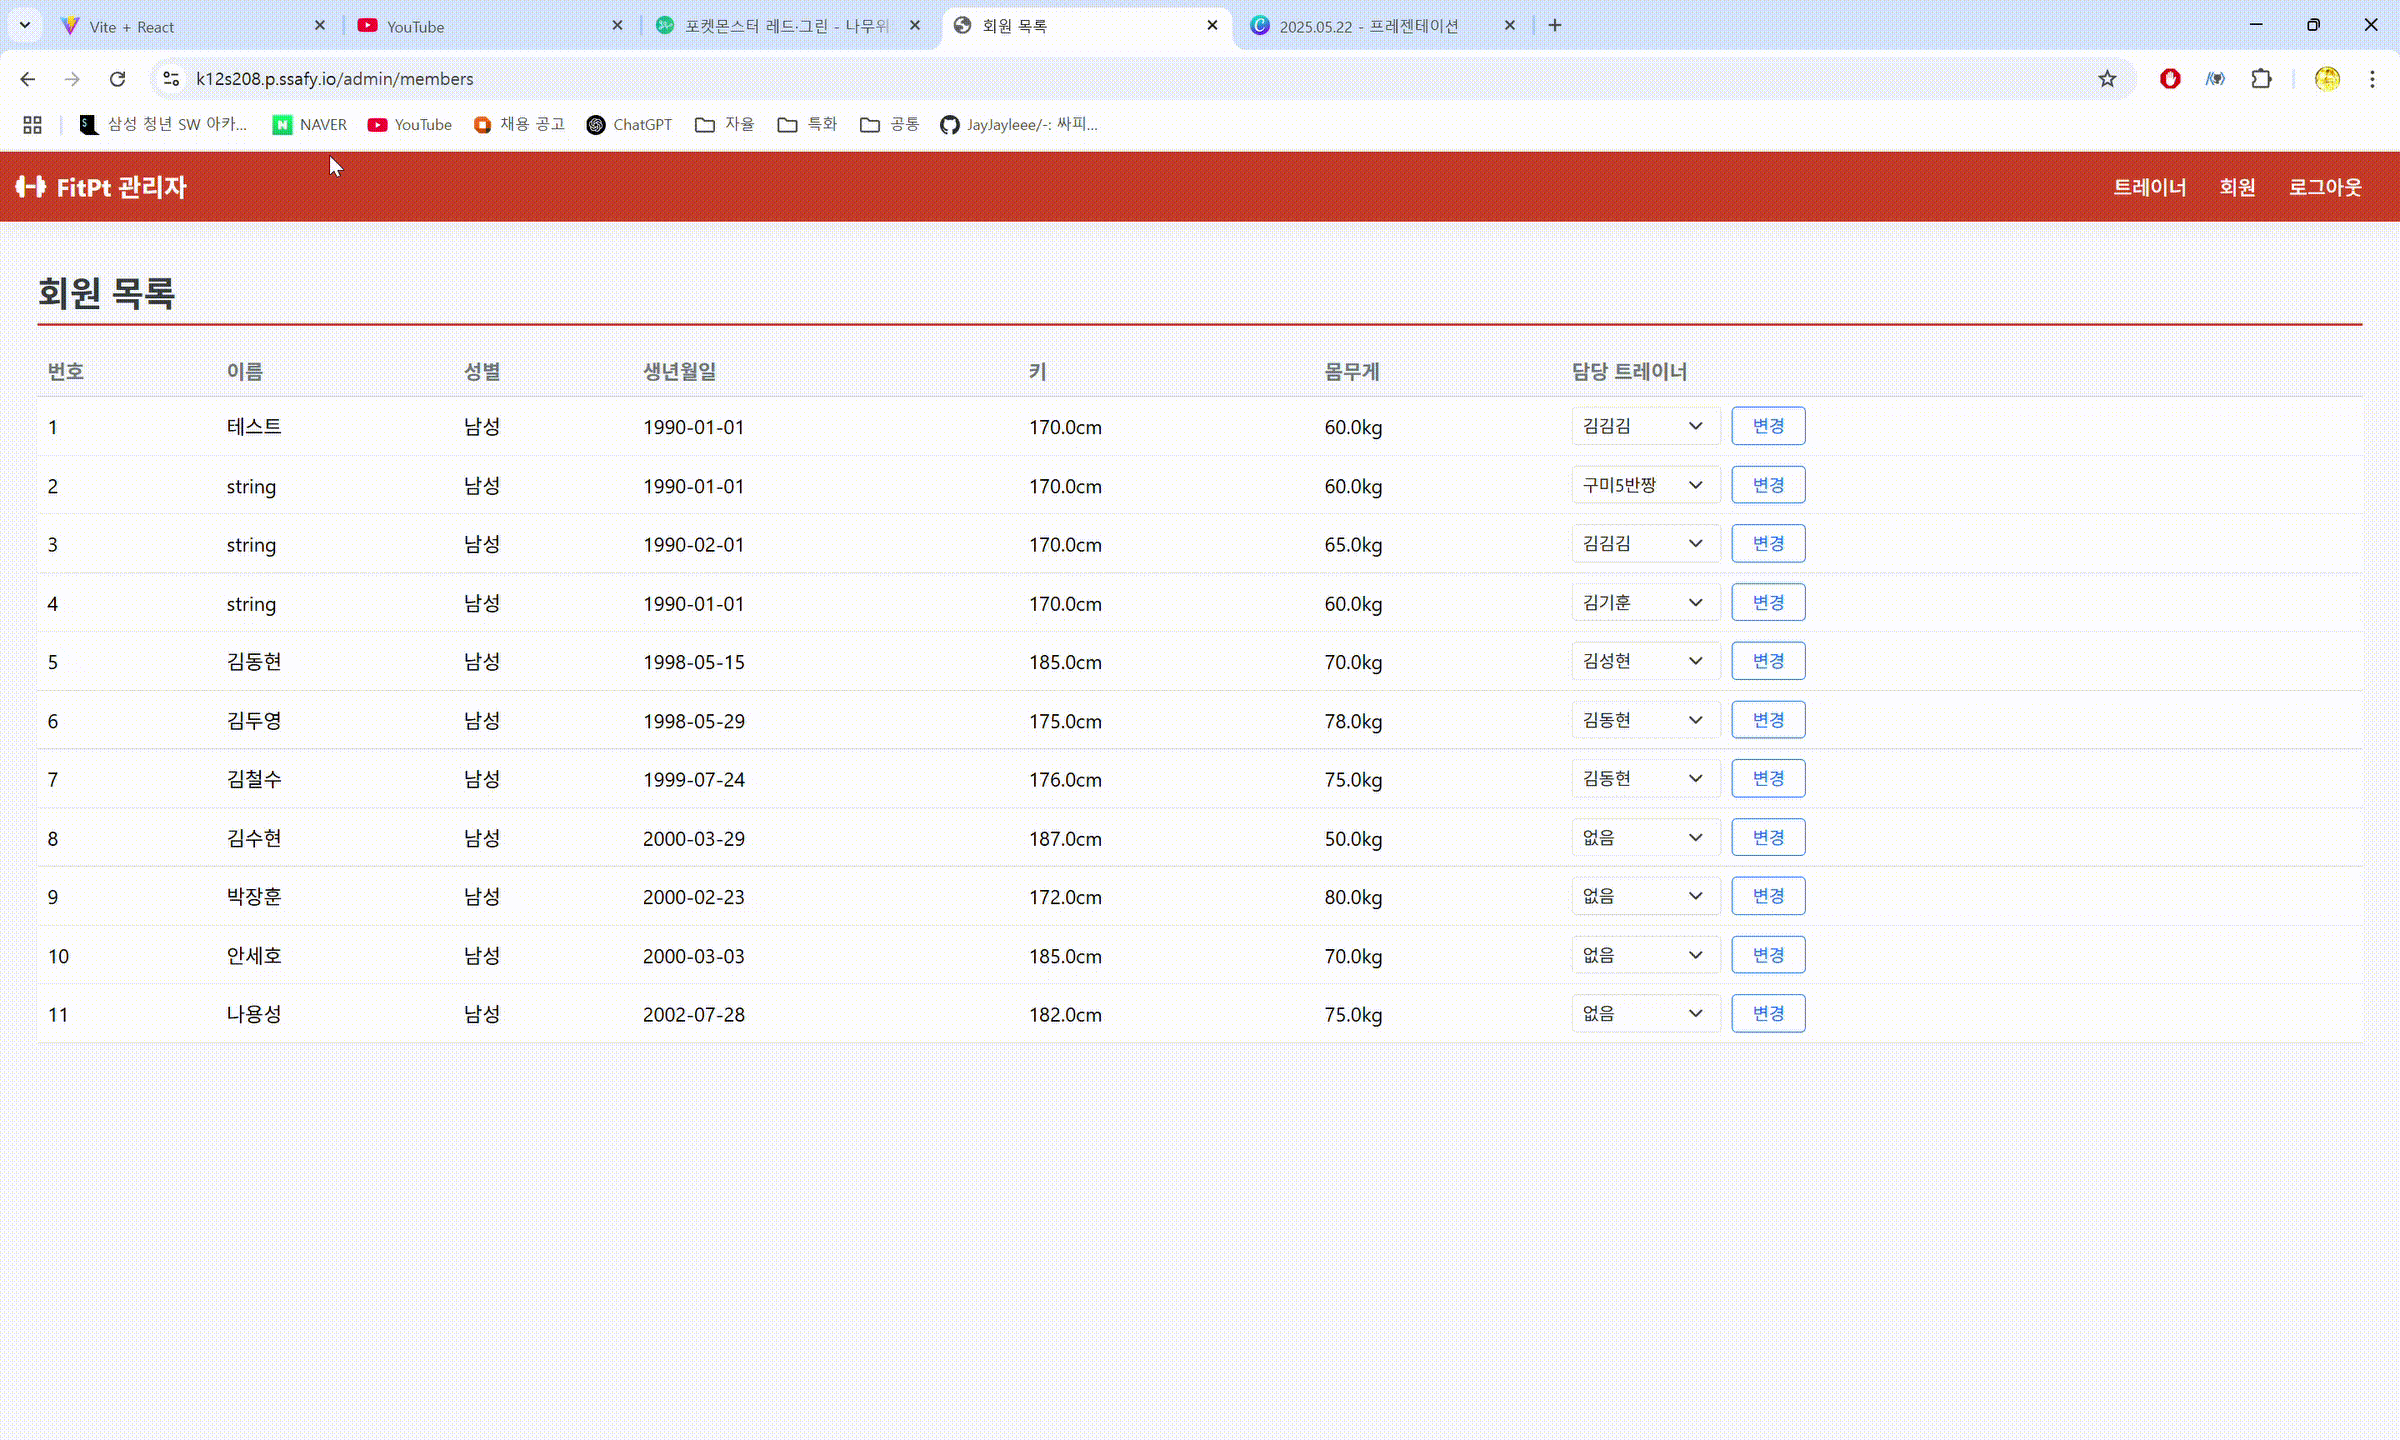 Vite + React YouTube 포켓몬스터 레드·그린 - 나무위 회원 목록 2025.05.22 - 프레젠테이션
k12s208.p.ssafy.io/admin/members
삼성 청년 SW 아카... NAVER YouTube 채용 공고 ChatGPT 자율 특화 공통 JayJayleee/-: 싸피...
FitPt 관리자 트레이너 회원 로그아웃
회원 목록
번호 이름 성별 생년월일 키 몸무게 담당 트레이너
1 테스트 남성 1990-01-01 170.0cm 60.0kg 김김김 변경
2 string 남성 1990-01-01 170.0cm 60.0kg 구미5반짱 변경
3 string 남성 1990-02-01 170.0cm 65.0kg 김김김 변경
4 string 남성 1990-01-01 170.0cm 60.0kg 김기훈 변경
5 김동현 남성 1998-05-15 185.0cm 70.0kg 김성현 변경
6 김두영 남성 1998-05-29 175.0cm 78.0kg 김동현 변경
7 김철수 남성 1999-07-24 176.0cm 75.0kg 김동현 변경
8 김수현 남성 2000-03-29 187.0cm 50.0kg 없음 변경
9 박장훈 남성 2000-02-23 172.0cm 80.0kg 없음 변경
10 안세호 남성 2000-03-03 185.0cm 70.0kg 없음 변경
11 나용성 남성 2002-07-28 182.0cm 75.0kg 없음 변경